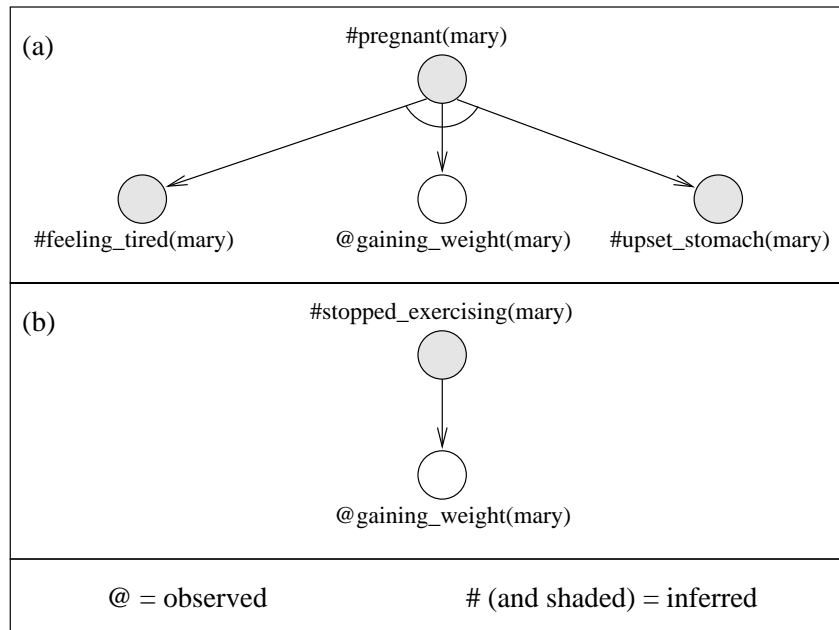 (a)
#pregnant(mary)
#feeling_tired(mary)
@gaining_weight(mary)
#upset_stomach(mary)
(b)
#stopped_exercising(mary)
@gaining_weight(mary)
@ = observed
# (and shaded) = inferred